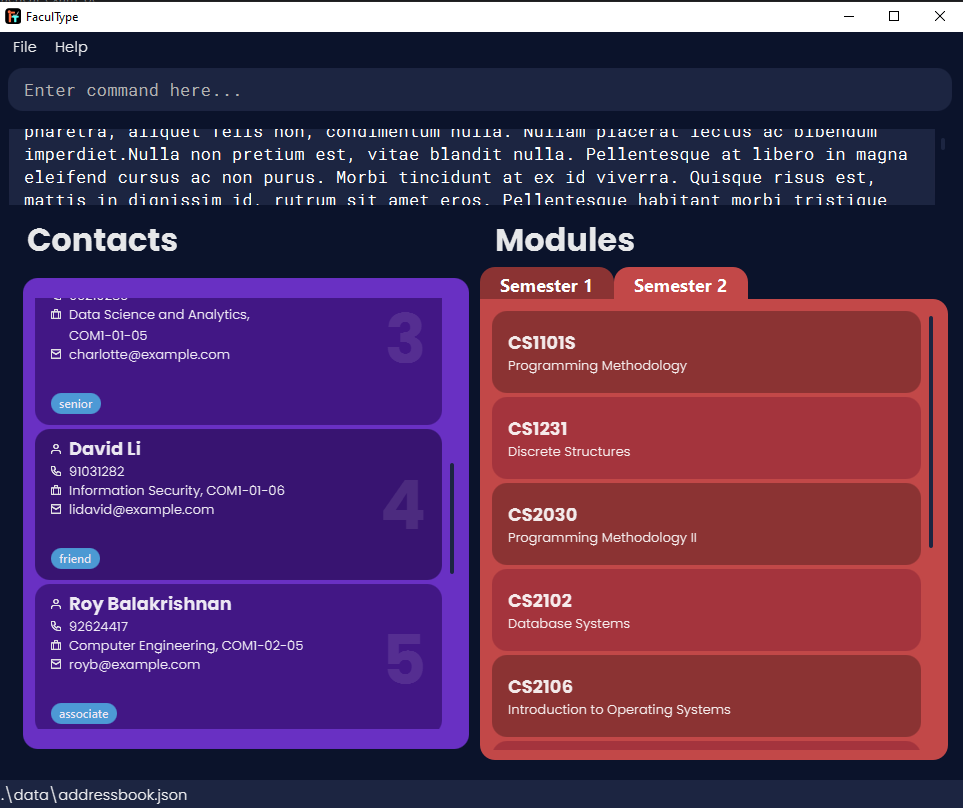 FaculType
File Help
Enter command here...
pharetra, aliquet felis non, condimentum nulla. Nullam placerat lectus ac bibendum
imperdiet.Nulla non pretium est, vitae blandit nulla. Pellentesque at libero in magna
eleifend cursus ac non purus. Morbi tincidunt at ex id viverra. Quisque risus est,
mattis in dignissim id, rutrum sit amet eros. Pellentesque habitant morbi tristique
Contacts
Data Science and Analytics,
COM1-01-05
charlotte@example.com
3
senior
David Li
91031282
Information Security, COM1-01-06
lidavid@example.com
4
friend
Roy Balakrishnan
92624417
Computer Engineering, COM1-02-05
royb@example.com
5
associate
Modules
Semester 1 Semester 2
CS1101S
Programming Methodology
CS1231
Discrete Structures
CS2030
Programming Methodology II
CS2102
Database Systems
CS2106
Introduction to Operating Systems
.\data\addressbook.json